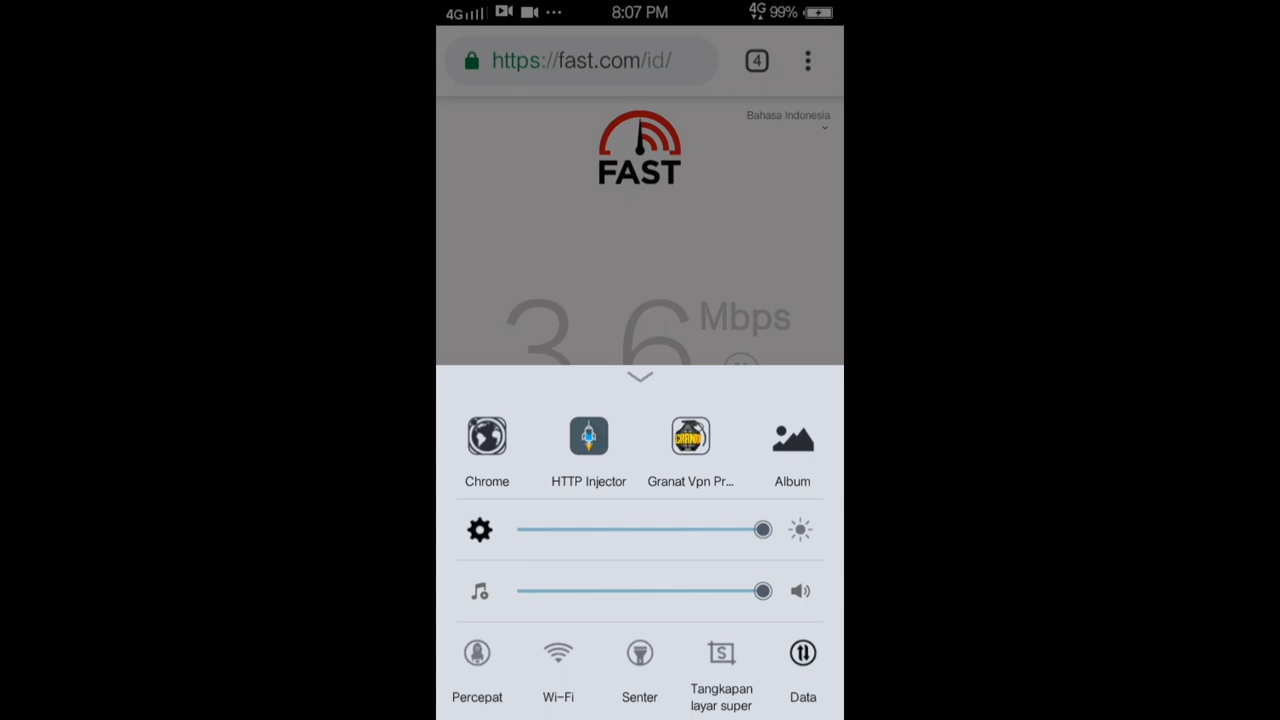 4G
8:07 PM
4G 99%
https://fast.com/id/
4
Bahasa Indonesia
FAST
3.6 Mbps
Chrome
HTTP Injector
Granat Vpn Pr...
Album
Percepat
Wi-Fi
Senter
S
Tangkapan
layar super
Data